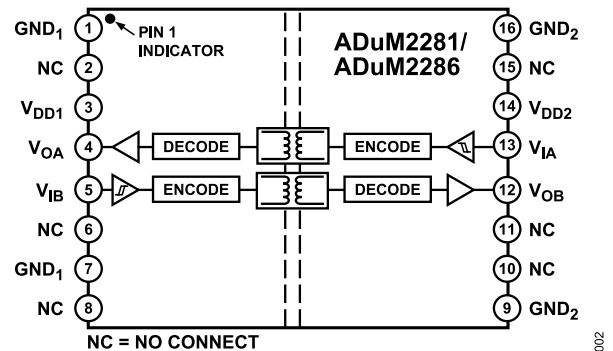 GND1 1 PIN 1 INDICATOR ADuM2281/ ADuM2286 16 GND2
NC 2 15 NC
VDD1 3 14 VDD2
VOA 4 DECODE ENCODE 13 VIA
VIB 5 ENCODE DECODE 12 VOB
NC 6 11 NC
GND1 7 10 NC
NC 8 9 GND2
NC = NO CONNECT
002